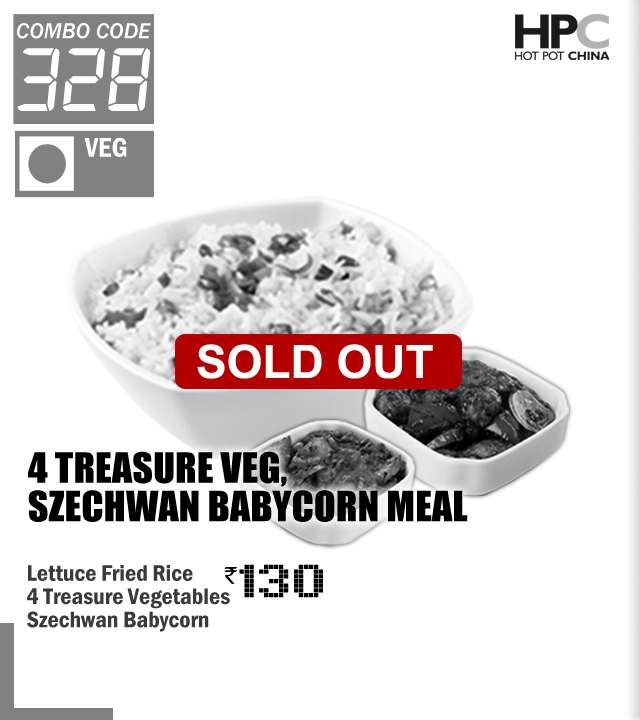 COMBO CODE
328
VEG
HPC
HOT POT CHINA
SOLD OUT
4 TREASURE VEG,
SZECHWAN BABYCORN MEAL
Lettuce Fried Rice
4 Treasure Vegetables
Szechwan Babycorn
₹130